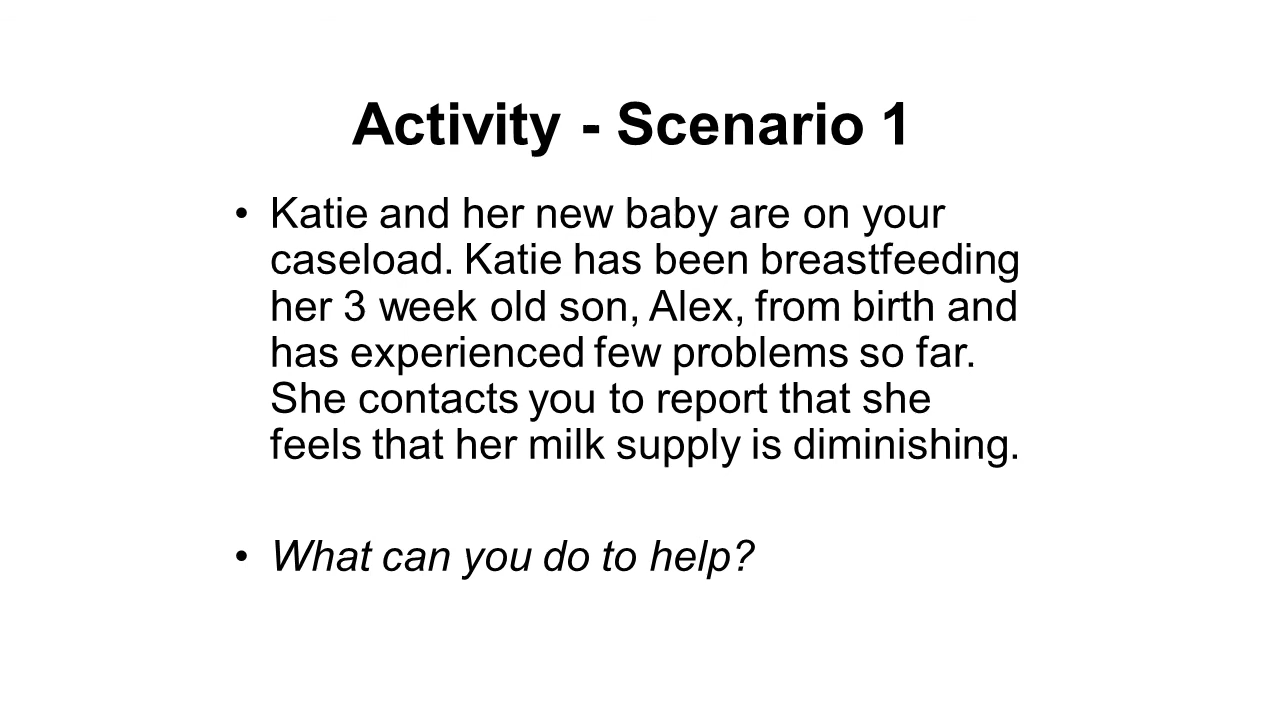 Activity - Scenario 1
• Katie and her new baby are on your
caseload. Katie has been breastfeeding
her 3 week old son, Alex, from birth and
has experienced few problems so far.
She contacts you to report that she
feels that her milk supply is diminishing.
• What can you do to help?